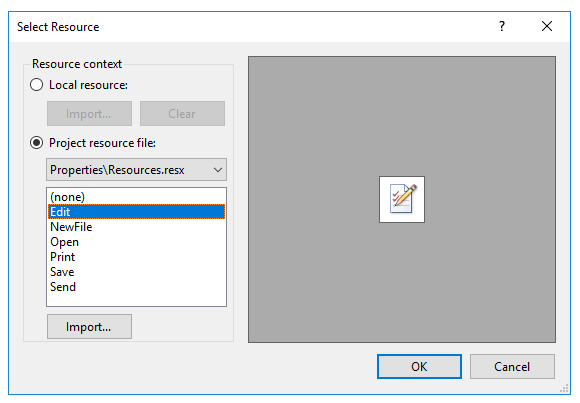 Select Resource
?
Resource context
Local resource:
Import...
Clear
Project resource file:
Properties\Resources.resx
(none)
Edit
NewFile
Open
Print
Save
Send
Import...
OK
Cancel